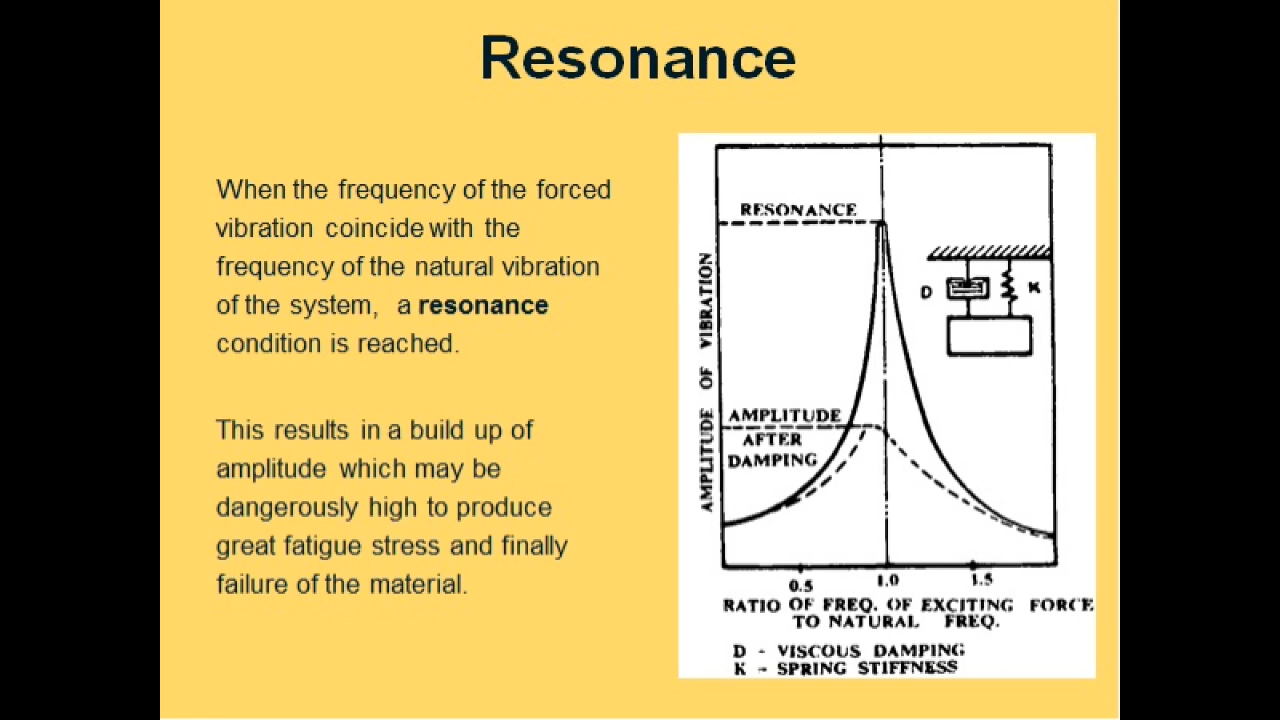 Resonance
When the frequency of the forced
vibration coincide with the
frequency of the natural vibration
of the system, a resonance
condition is reached.
This results in a build up of
amplitude which may be
dangerously high to produce
great fatigue stress and finally
failure of the material.
AMPLITUDE OF VIBRATION
RESONANCE
D K
AMPLITUDE
AFTER
DAMPING
0.5 1.0 1.5
RATIO OF FREQ. OF EXCITING FORCE
TO NATURAL FREQ.
D - VISCOUS DAMPING
K - SPRING STIFFNESS